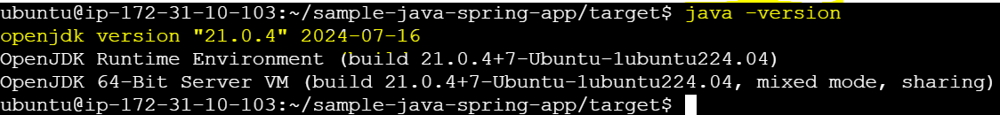 ubuntu@ip-172-31-10-103:~/sample-java-spring-app/target$ java -version
openjdk version "21.0.4" 2024-07-16
OpenJDK Runtime Environment (build 21.0.4+7-Ubuntu-1ubuntu224.04)
OpenJDK 64-Bit Server VM (build 21.0.4+7-Ubuntu-1ubuntu224.04, mixed mode, sharing)
ubuntu@ip-172-31-10-103:~/sample-java-spring-app/target$